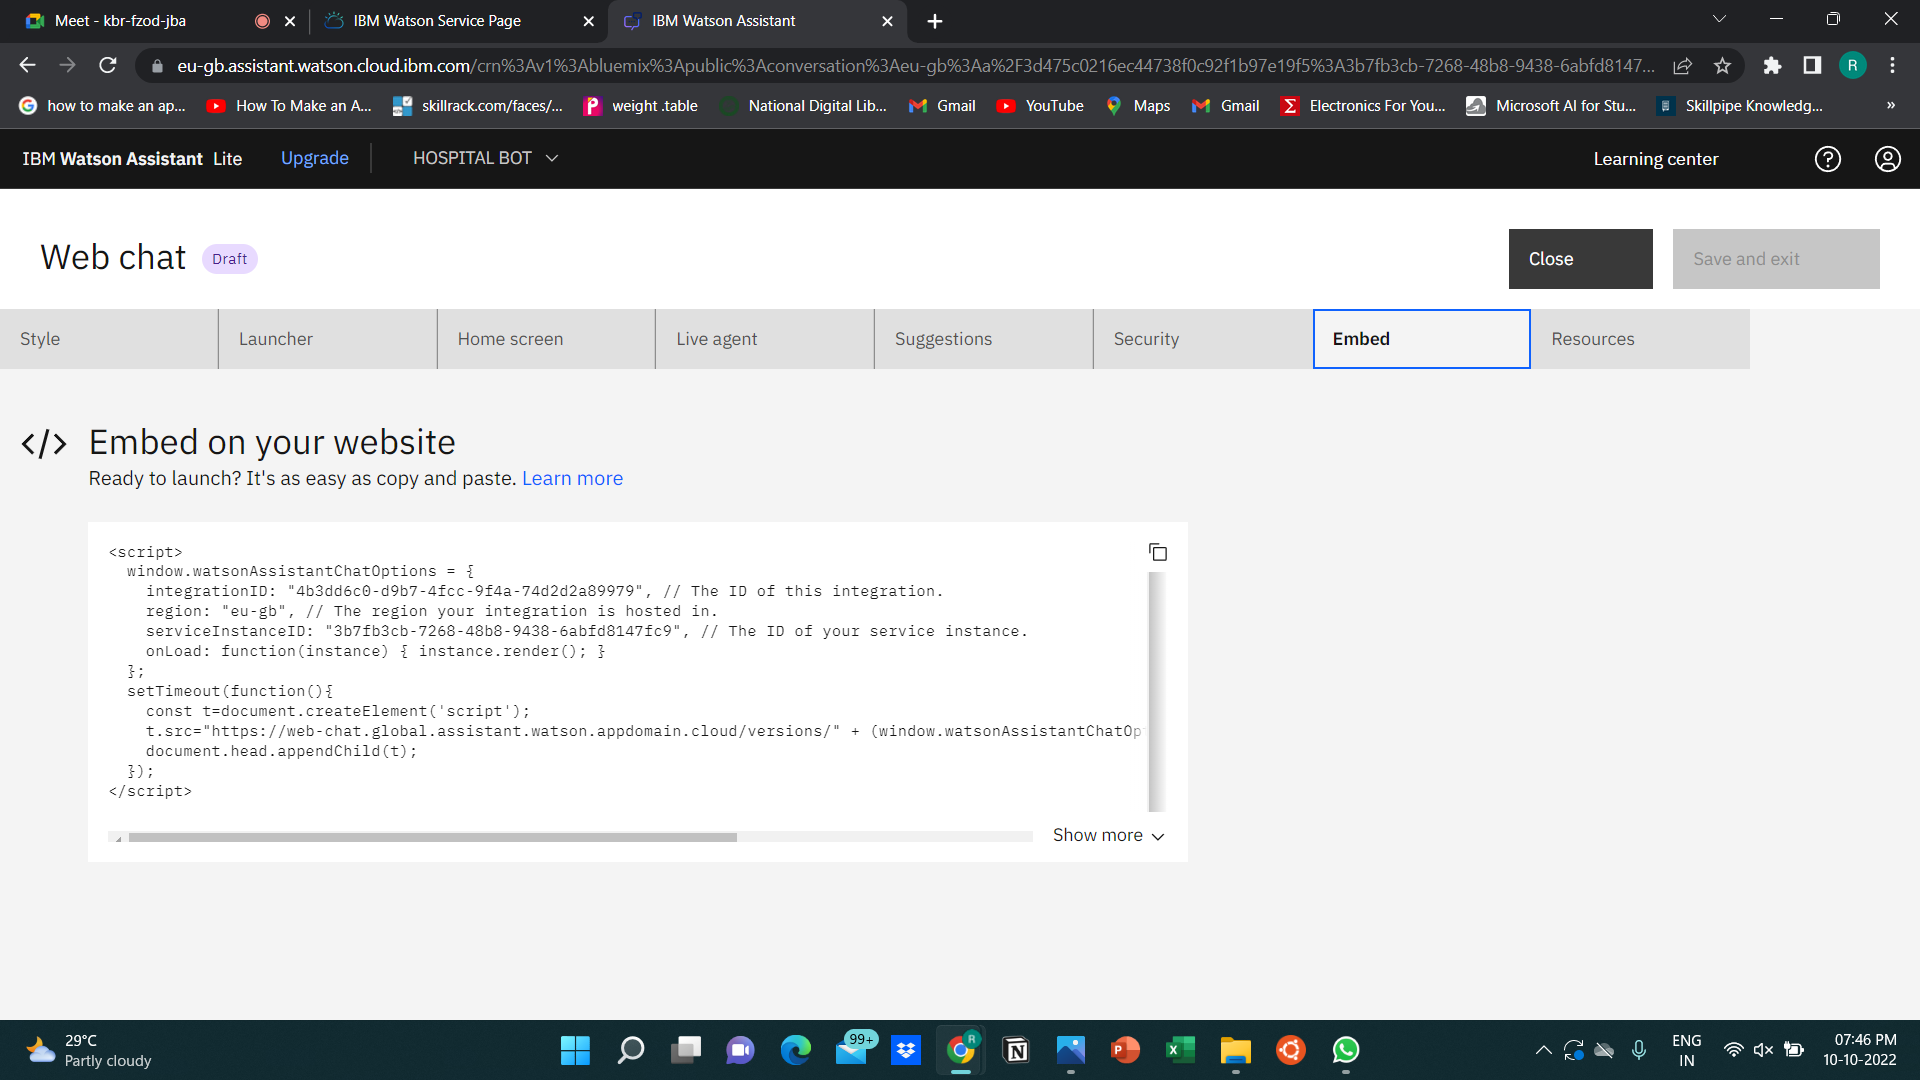 Meet - kbr-fzod-jba
IBM Watson Service Page
IBM Watson Assistant
eu-gb.assistant.watson.cloud.ibm.com/crn%3Av1%3Abluemix%3Apublic%3Aconversation%3Aeu-gb%3Aa%2F3d475c0216ec44738f0c92f1b97e19f5%3A3b7fb3cb-7268-48b8-9438-6abfd8147...
R
how to make an ap...
How To Make an A...
skillrack.com/faces/...
weight .table
National Digital Lib...
Gmail
YouTube
Maps
Gmail
Electronics For You...
Microsoft AI for Stu...
Skillpipe Knowledg...
»
IBM Watson Assistant Lite
Upgrade
HOSPITAL BOT
Learning center
Web chat
Draft
Close
Save and exit
Style
Launcher
Home screen
Live agent
Suggestions
Security
Embed
Resources
</> Embed on your website
Ready to launch? It's as easy as copy and paste. Learn more
<script>
window.watsonAssistantChatOptions = {
integrationID: "4b3dd6c0-d9b7-4fcc-9f4a-74d2d2a89979", // The ID of this integration.
region: "eu-gb", // The region your integration is hosted in.
serviceInstanceID: "3b7fb3cb-7268-48b8-9438-6abfd8147fc9", // The ID of your service instance.
onLoad: function(instance) { instance.render(); }
};
setTimeout(function(){
const t=document.createElement('script');
t.src="https://web-chat.global.assistant.watson.appdomain.cloud/versions/" + (window.watsonAssistantChatOp
document.head.appendChild(t);
});
</script>
Show more
29°C
Partly cloudy
99+
R
ENG
IN
07:46 PM
10-10-2022